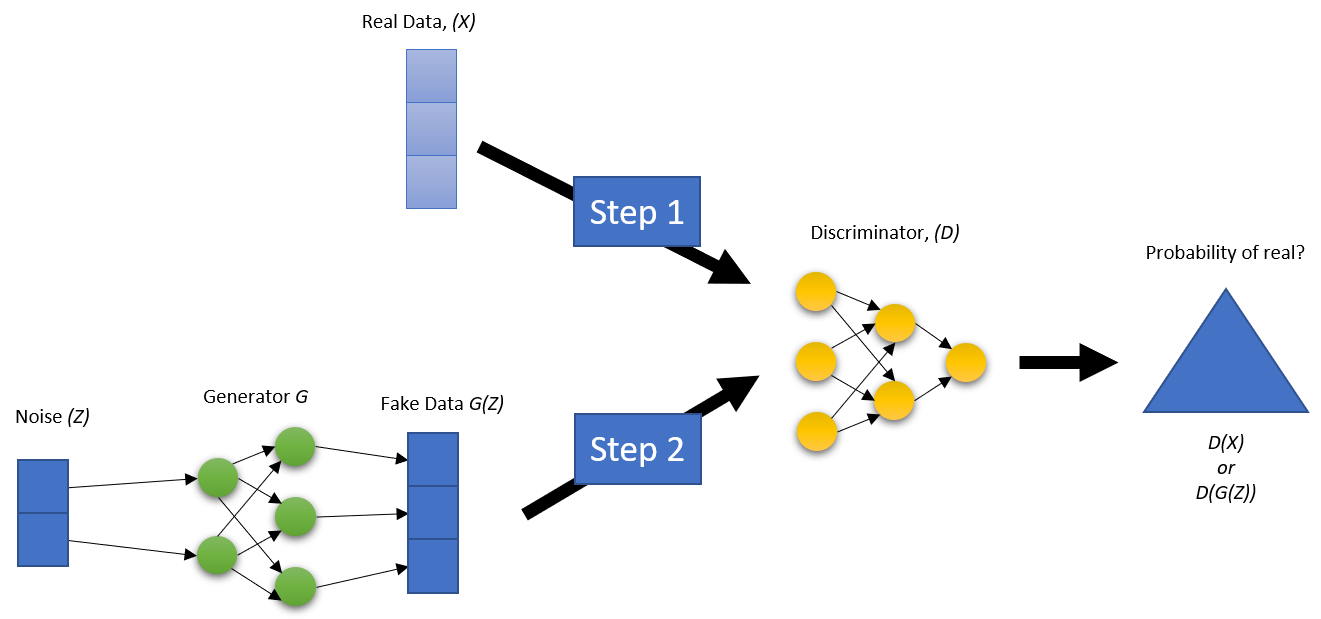 Real Data, (X)
Step 1
Discriminator, (D)
Probability of real?
Generator G
Fake Data G(Z)
Noise (Z)
Step 2
D(X)
or
D(G(Z))